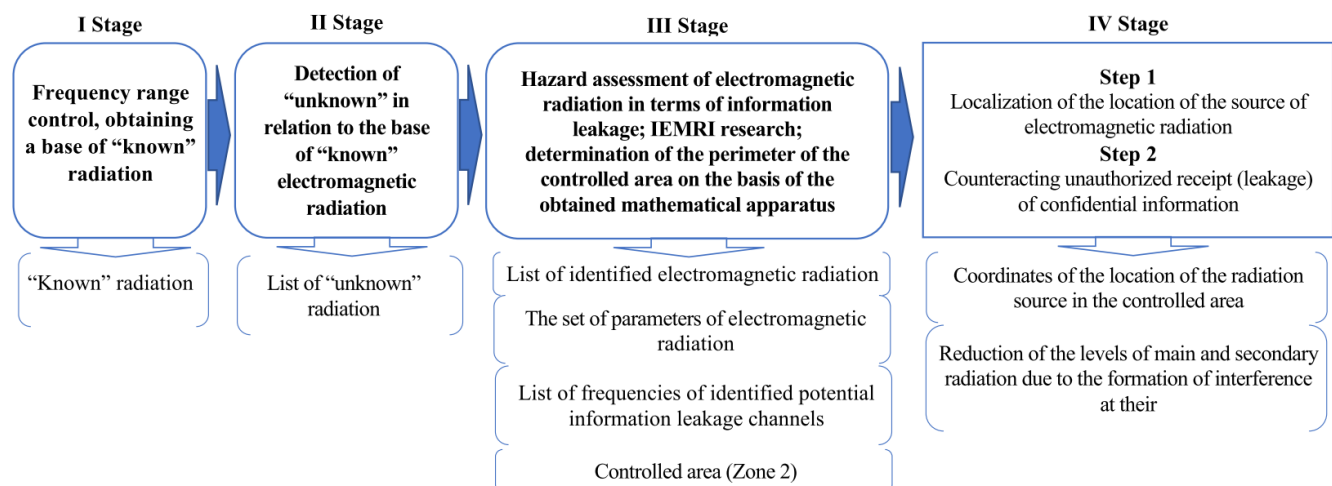 I Stage
Frequency range
control, obtaining
a base of “known”
radiation
“Known” radiation
II Stage
Detection of
“unknown” in
relation to the base
of “known”
electromagnetic
radiation
List of “unknown”
radiation
III Stage
Hazard assessment of electromagnetic
radiation in terms of information
leakage; IEMRI research;
determination of the perimeter of the
controlled area on the basis of the
obtained mathematical apparatus
List of identified electromagnetic radiation
The set of parameters of electromagnetic
radiation
List of frequencies of identified potential
information leakage channels
Controlled area (Zone 2)
IV Stage
Step 1
Localization of the location of the source of
electromagnetic radiation
Step 2
Counteracting unauthorized receipt (leakage)
of confidential information
Coordinates of the location of the radiation
source in the controlled area
Reduction of the levels of main and secondary
radiation due to the formation of interference
at their